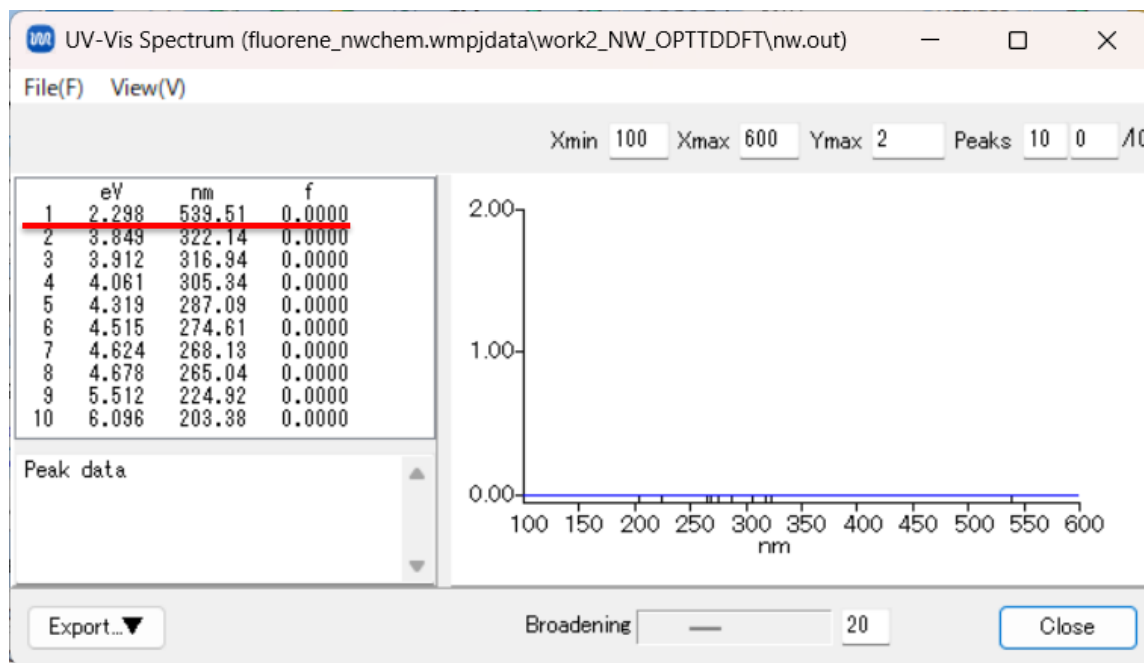 UV-Vis Spectrum (fluorene_nwchem.wmpjdata\work2_NW_OPTTDDFT\nw.out)
File(F) View(V)
Xmin 100 Xmax 600 Ymax 2 Peaks 10 0 /10
eV nm f
1 2.298 539.51 0.0000
2 3.849 322.14 0.0000
3 3.912 316.94 0.0000
4 4.061 305.34 0.0000
5 4.319 287.09 0.0000
6 4.515 274.61 0.0000
7 4.624 268.13 0.0000
8 4.678 265.04 0.0000
9 5.512 224.92 0.0000
10 6.096 203.38 0.0000
Peak data
2.00
1.00
0.00
100 150 200 250 300 350 400 450 500 550 600
nm
Export...▼ Broadening 20 Close